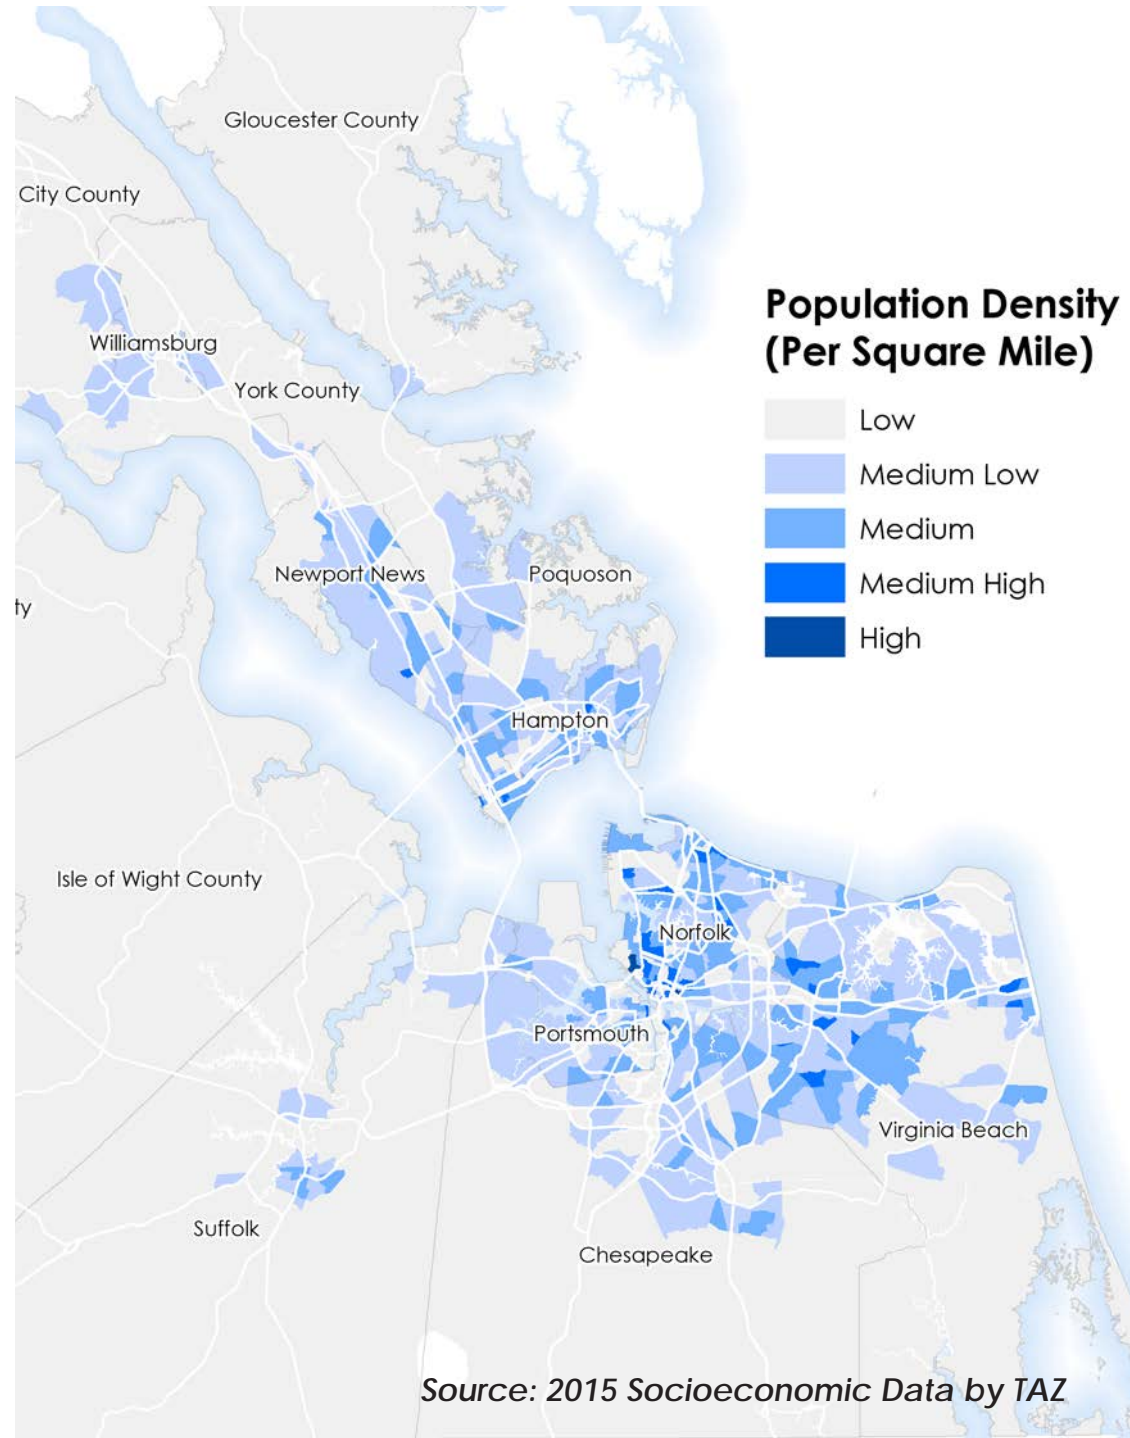 Gloucester County
City County
Population Density
(Per Square Mile)
Williamsburg
York County
Low
Medium Low
Medium
Newport News
Poquoson
Medium High
ty
High
Hampton
Isle of Wight County
Norfolk
Portsmouth
Virginia Beach
Suffolk
Chesapeake
Source: 2015 Socioeconomic Data by TAZ